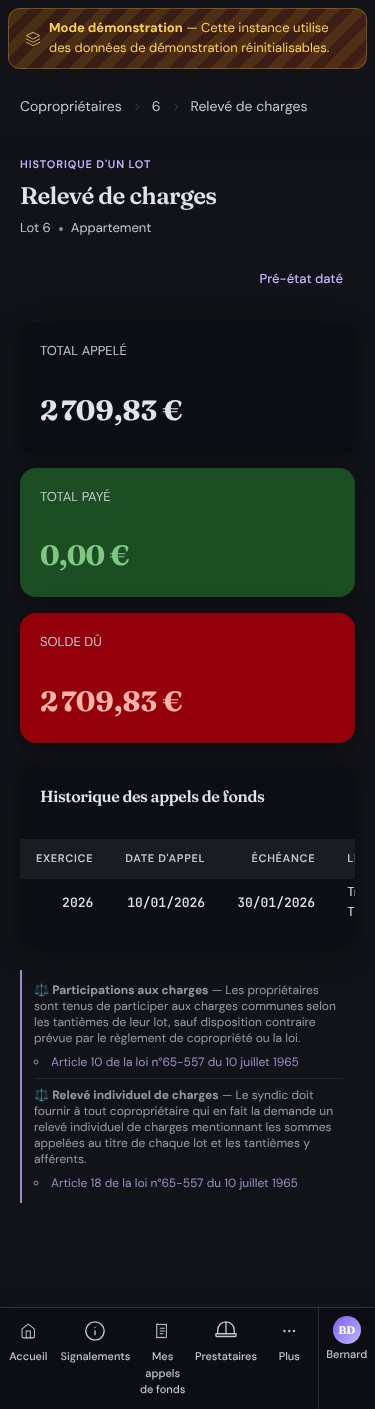 Mode démonstration — Cette instance utilise
des données de démonstration réinitialisables.
Copropriétaires > 6 > Relevé de charges
HISTORIQUE D'UN LOT
Relevé de charges
Lot 6 • Appartement
Pré-état daté
TOTAL APPELÉ
2 709,83 €
TOTAL PAYÉ
0,00 €
SOLDE DÛ
2 709,83 €
Historique des appels de fonds
EXERCICE DATE D'APPEL ÉCHÉANCE
2026 10/01/2026 30/01/2026
⚖️ Participations aux charges — Les propriétaires
sont tenus de participer aux charges communes selon
les tantièmes de leur lot, sauf disposition contraire
prévue par le règlement de copropriété ou la loi.
Article 10 de la loi n°65-557 du 10 juillet 1965
⚖️ Relevé individuel de charges — Le syndic doit
fournir à tout copropriétaire qui en fait la demande un
relevé individuel de charges mentionnant les sommes
appelées au titre de chaque lot et les tantièmes y
afférents.
Article 18 de la loi n°65-557 du 10 juillet 1965
Accueil
Signalements
Mes
appels
de fonds
Prestataires
Plus
BD
Bernard